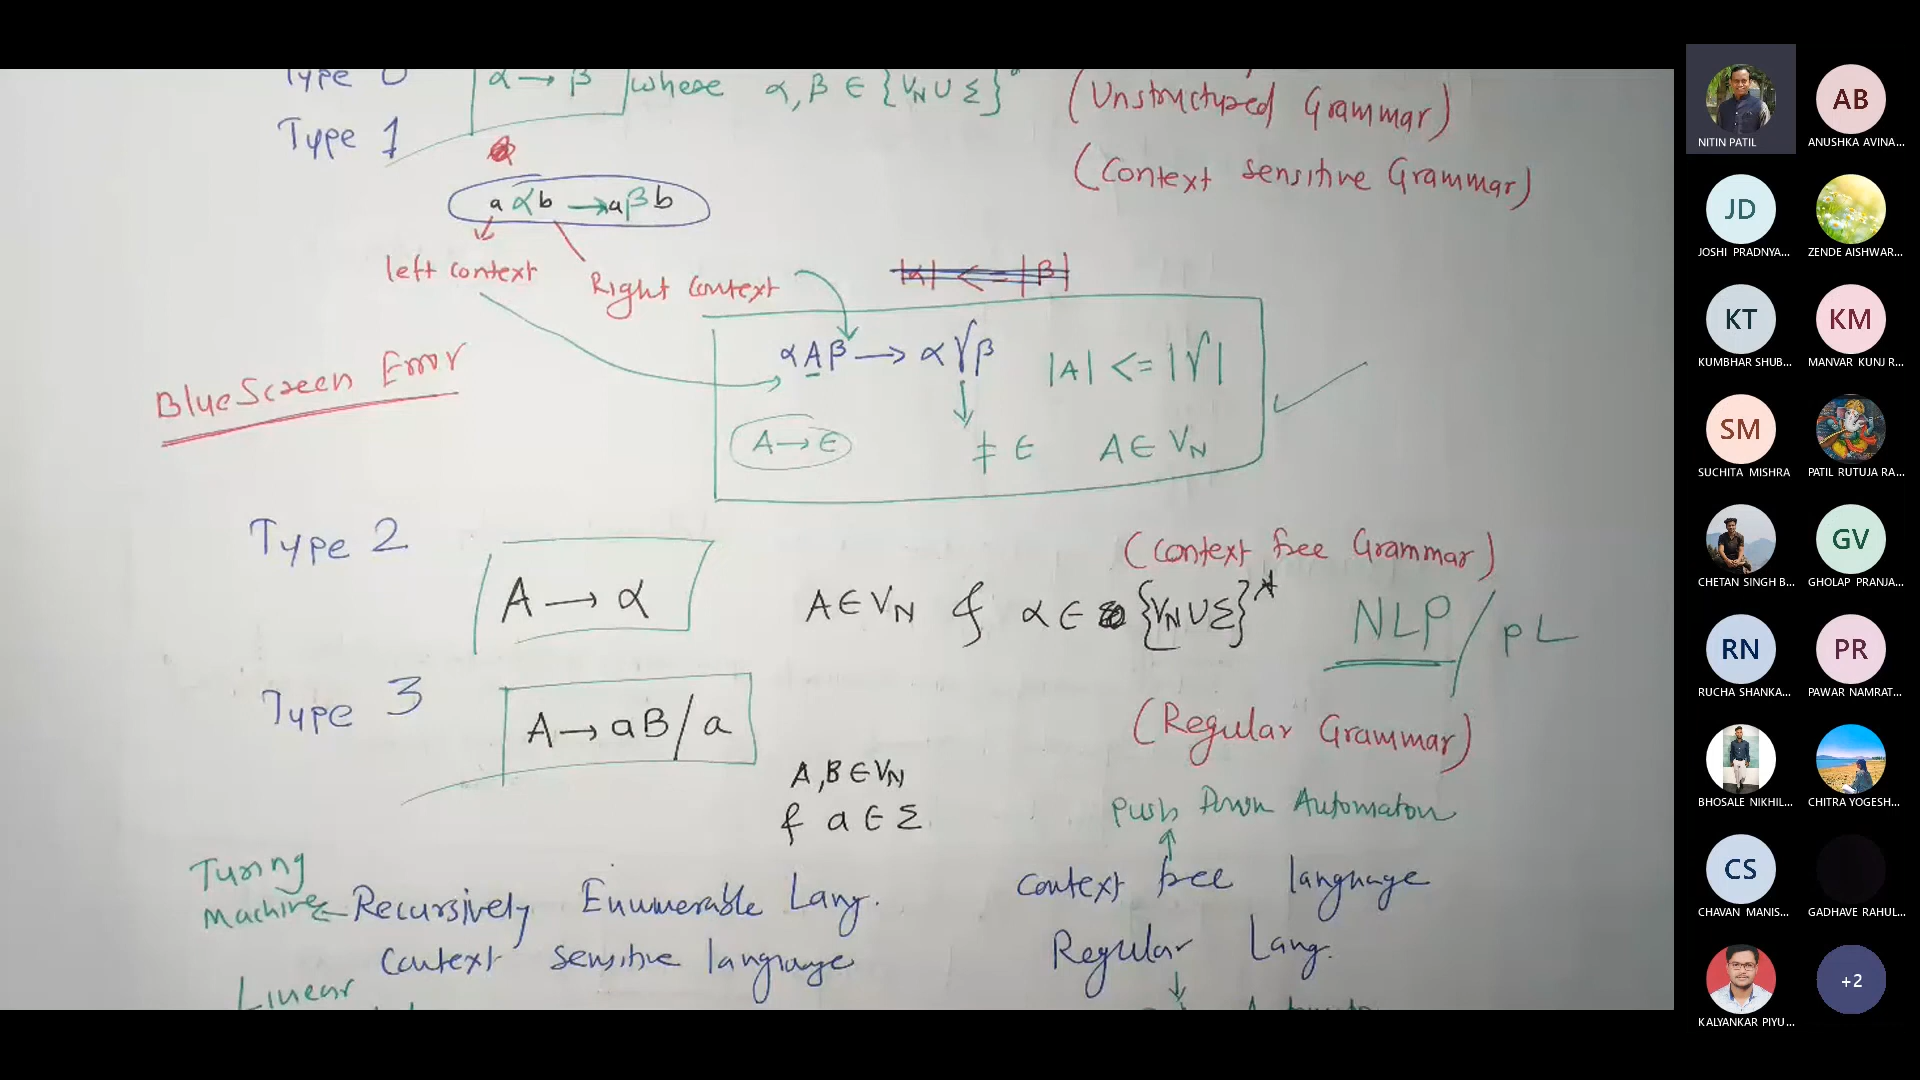 Type 0 α → β where α, β ∈ {VN ∪ Σ}* (Unstructured Grammar)
Type 1 (Context sensitive Grammar)
a α b → a β b
left context Right Context |α| <= |β|
αAβ → αγβ |A| <= |γ|
BlueScreen Error
A → ∈ ≠ ∈ A ∈ VN
Type 2 (Context free Grammar)
A → α A ∈ VN & α ∈ {VN ∪ Σ}* NLP / PL
Type 3 (Regular Grammar)
A → aB / a
A, B ∈ VN
& a ∈ Σ
Push Down Automaton
Turing
Machine ← Recursively Enumerable Lang. Context free language
Context sensitive language Regular Lang.
Linear
NITIN PATIL
AB
ANUSHKA AVINA...
JD
JOSHI PRADNYA...
ZENDE AISHWAR...
KT
KUMBHAR SHUB...
KM
MANVAR KUNJ R...
SM
SUCHITA MISHRA
PATIL RUTUJA RA...
CHETAN SINGH B...
GV
GHOLAP PRANJA...
RN
RUCHA SHANKA...
PR
PAWAR NAMRAT...
BHOSALE NIKHIL...
CHITRA YOGESH...
CS
CHAVAN MANIS...
GADHAVE RAHUL...
KALYANKAR PIYU...
+2